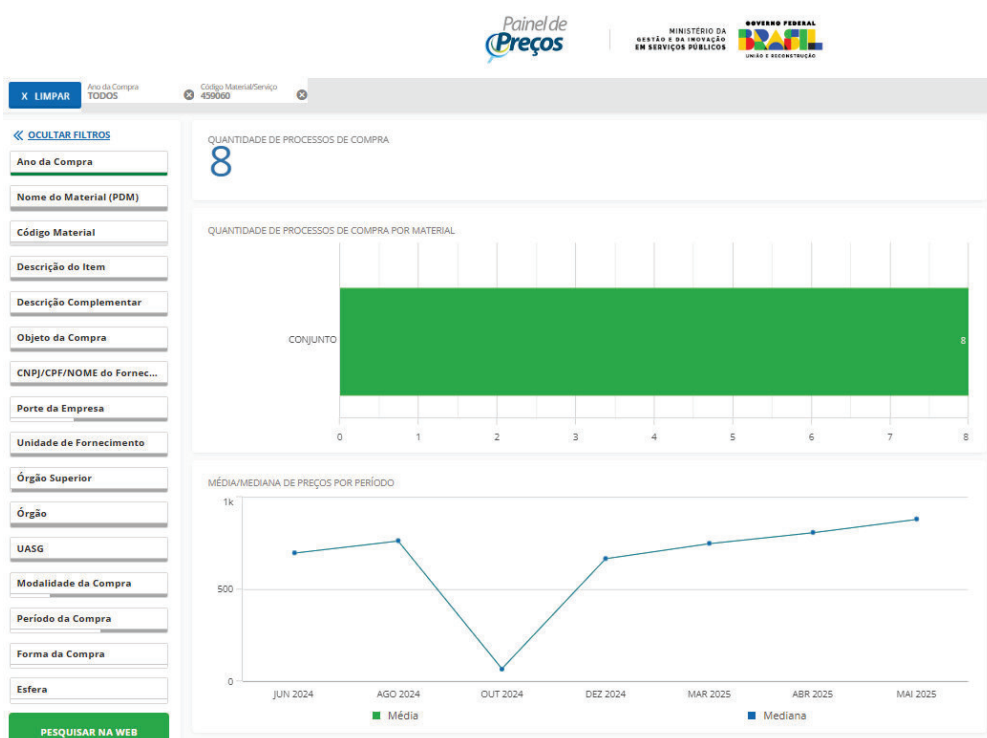 Painel de
Preços
MINISTÉRIO DA
GESTÃO E DA INOVAÇÃO
EM SERVIÇOS PÚBLICOS
GOVERNO FEDERAL
BRASIL
UNIÃO E RECONSTRUÇÃO
X LIMPAR
Ano da Compra
TODOS
Código Material/Serviço
459060
OCULTAR FILTROS
Ano da Compra
Nome do Material (PDM)
Código Material
Descrição do Item
Descrição Complementar
Objeto da Compra
CNPJ/CPF/NOME do Fornec...
Porte da Empresa
Unidade de Fornecimento
Órgão Superior
Órgão
UASG
Modalidade da Compra
Período da Compra
Forma da Compra
Esfera
PESQUISAR NA WEB
QUANTIDADE DE PROCESSOS DE COMPRA
8
QUANTIDADE DE PROCESSOS DE COMPRA POR MATERIAL
CONJUNTO
8
0 1 2 3 4 5 6 7 8
MÉDIA/MEDIANA DE PREÇOS POR PERÍODO
1k
500
0
JUN 2024 AGO 2024 OUT 2024 DEZ 2024 MAR 2025 ABR 2025 MAI 2025
Média Mediana